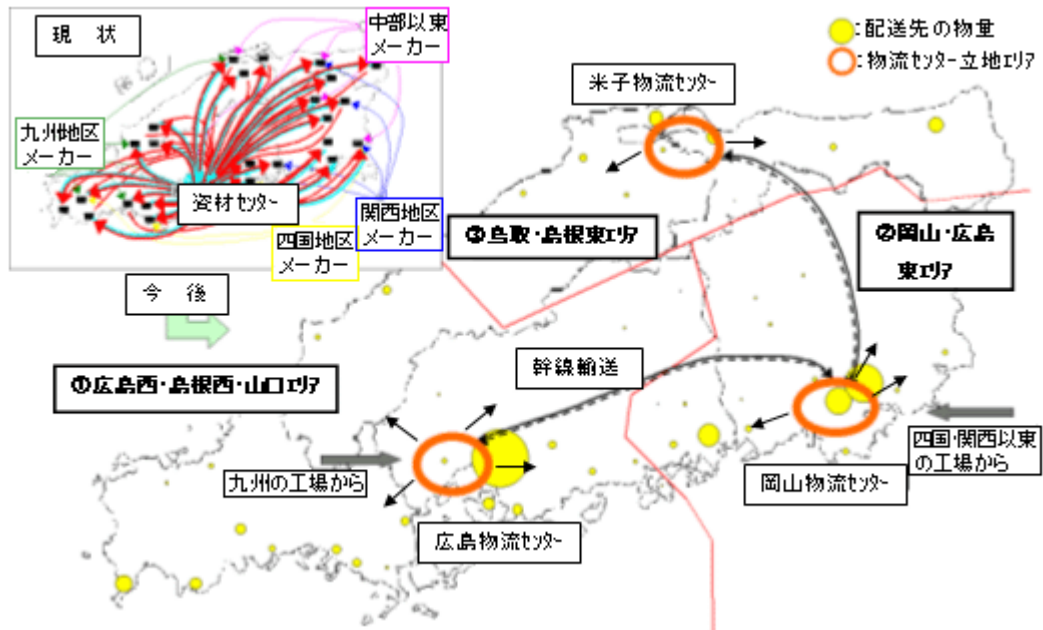 現 状
中部以東
メーカー
九州地区
メーカー
資材センター
四国地区
メーカー
関西地区
メーカー
:配送先の物量
:物流センター立地エリア
米子物流センター
③鳥取・島根東エリア
②岡山・広島
東エリア
今 後
①広島西・島根西・山口エリア
幹線輸送
九州の工場から
広島物流センター
岡山物流センター
四国・関西以東
の工場から